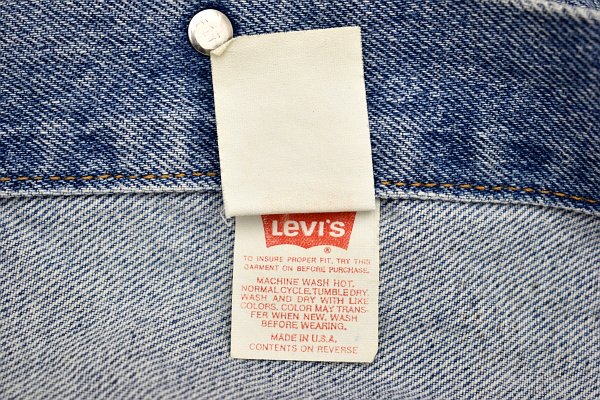 Levi's
®
TO INSURE PROPER FIT, TRY THIS
GARMENT ON BEFORE PURCHASE.
MACHINE WASH HOT,
NORMAL CYCLE.TUMBLE DRY.
WASH AND DRY WITH LIKE
COLORS. COLOR MAY TRANS-
FER WHEN NEW. WASH
BEFORE WEARING.
MADE IN U.S.A.
CONTENTS ON REVERSE